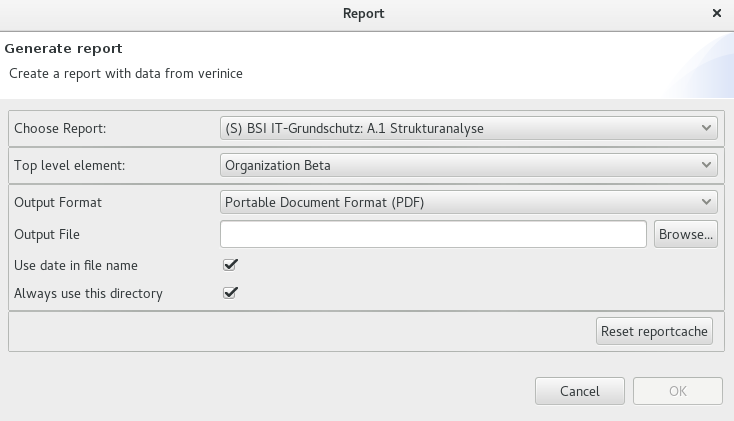 Report
Generate report
Create a report with data from verinice
Choose Report: (S) BSI IT-Grundschutz: A.1 Strukturanalyse
Top level element: Organization Beta
Output Format Portable Document Format (PDF)
Output File Browse...
Use date in file name
Always use this directory
Reset reportcache
Cancel OK